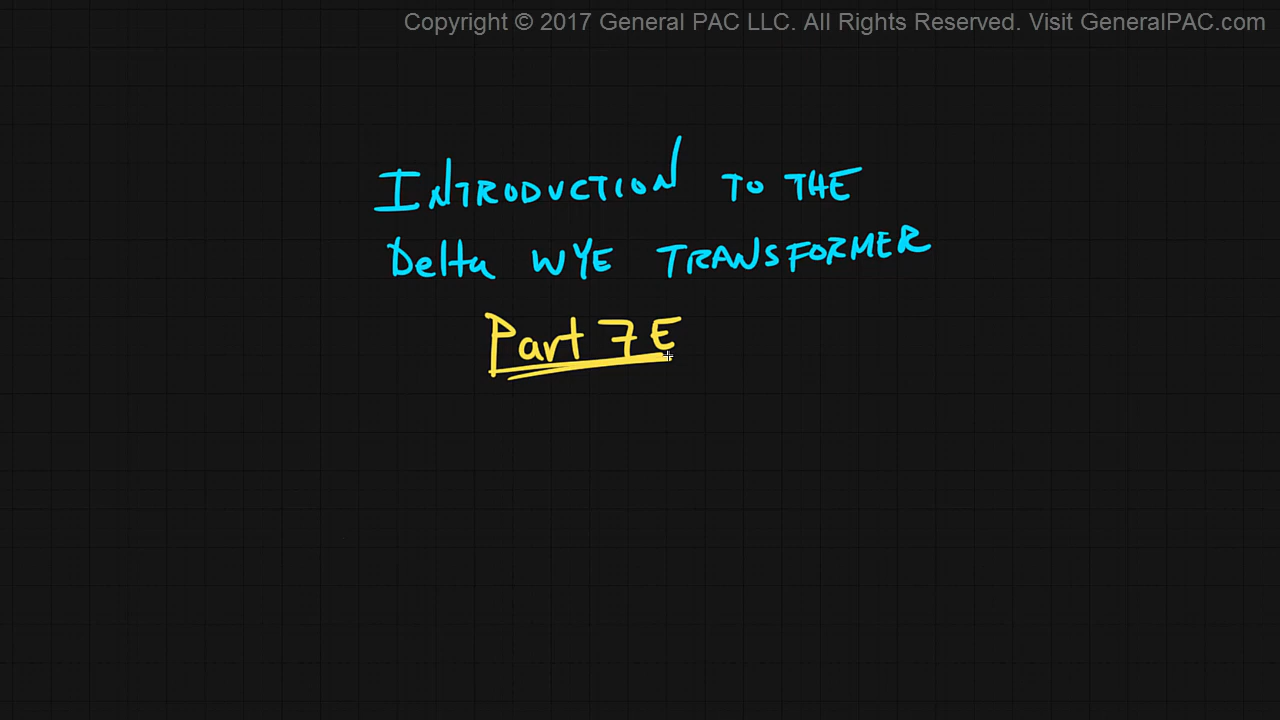 Copyright © 2017 General PAC LLC. All Rights Reserved. Visit GeneralPAC.com
INTRODUCTION TO THE
Delta WYE TRANSFORMER
Part 7E